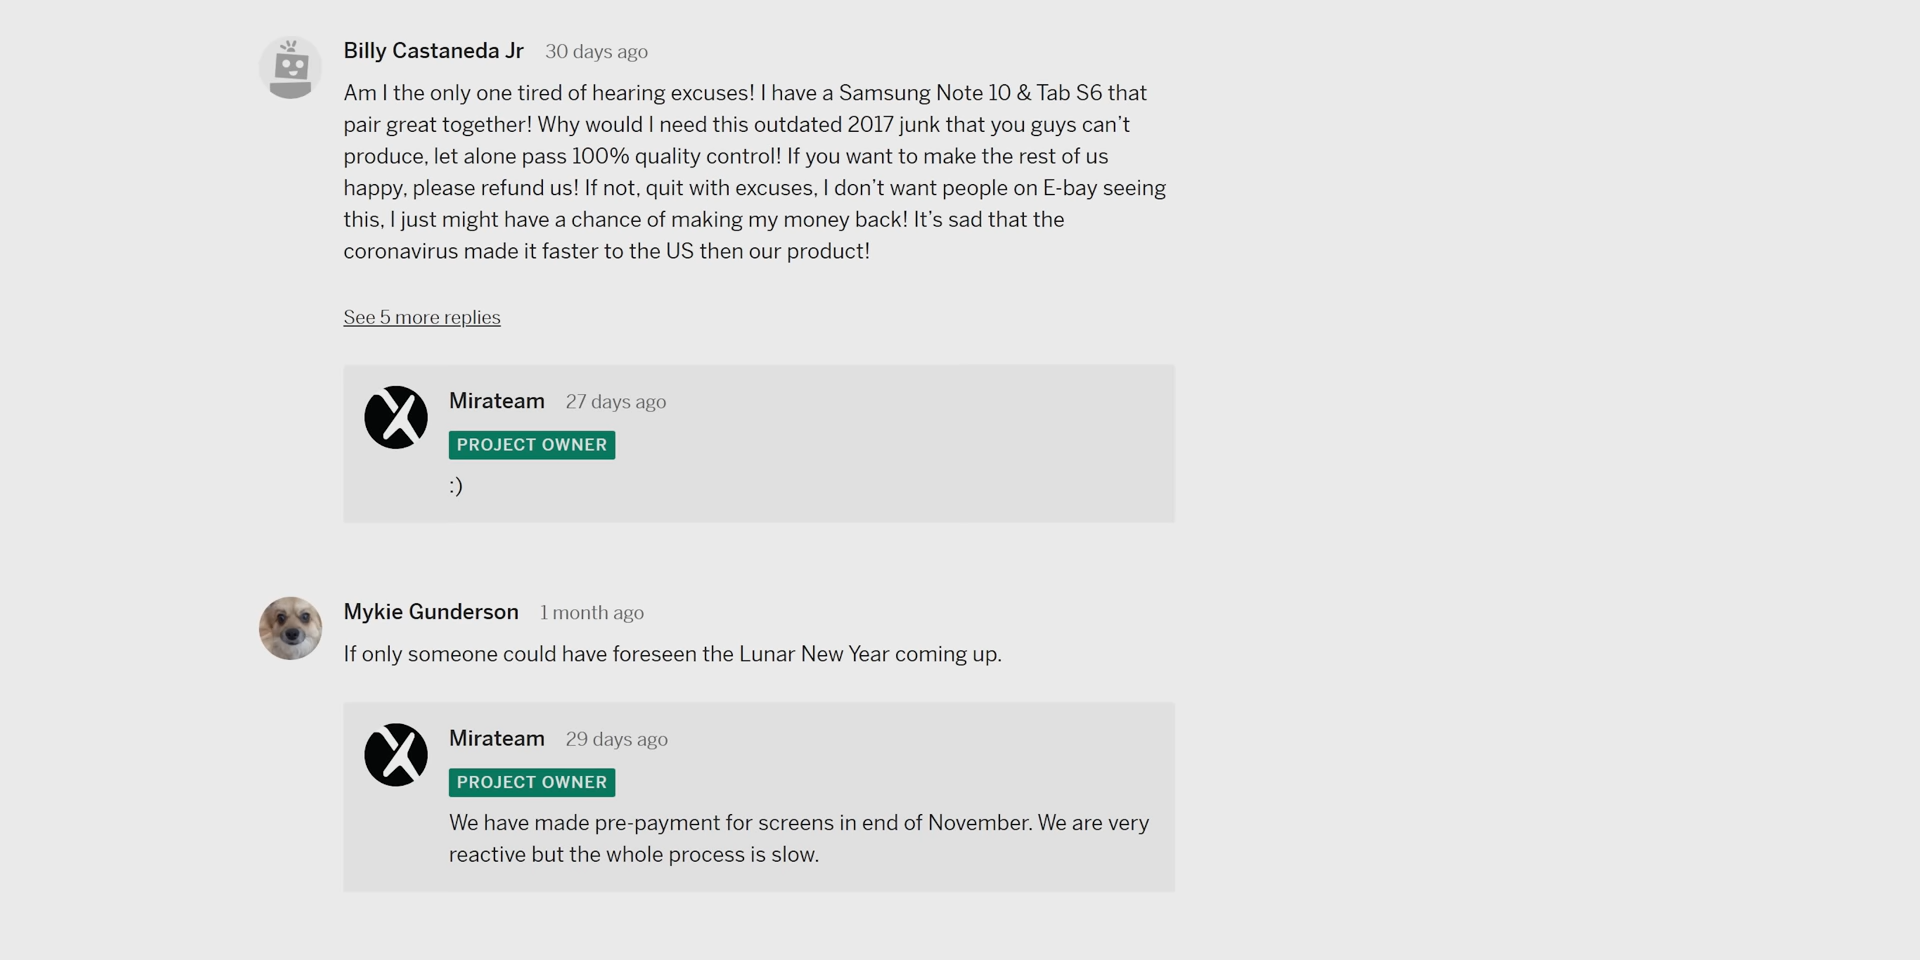 Billy Castaneda Jr 30 days ago
Am I the only one tired of hearing excuses! I have a Samsung Note 10 & Tab S6 that
pair great together! Why would I need this outdated 2017 junk that you guys can’t
produce, let alone pass 100% quality control! If you want to make the rest of us
happy, please refund us! If not, quit with excuses, I don’t want people on E-bay seeing
this, I just might have a chance of making my money back! It’s sad that the
coronavirus made it faster to the US then our product!
See 5 more replies
Mirateam 27 days ago
PROJECT OWNER
:)
Mykie Gunderson 1 month ago
If only someone could have foreseen the Lunar New Year coming up.
Mirateam 29 days ago
PROJECT OWNER
We have made pre-payment for screens in end of November. We are very
reactive but the whole process is slow.